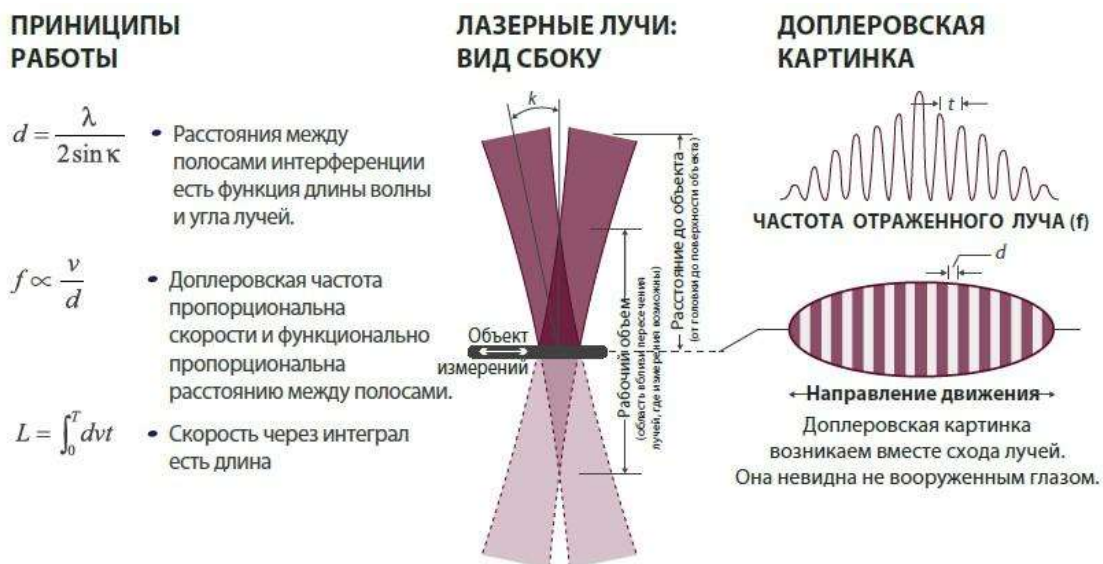 ПРИНИЦИПЫ
РАБОТЫ
d = λ / 2 sin κ
• Расстояния между
полосами интерференции
есть функция длины волны
и угла лучей.
f ∝ v / d
• Доплеровская частота
пропорциональна
скорости и функционально
пропорциональна
расстоянию между полосами.
L = ∫₀ᵀ dvt
• Скорость через интеграл
есть длина
ЛАЗЕРНЫЕ ЛУЧИ:
ВИД СБОКУ
k
Объект
измерений
Рабочий объем
(область вблизи пересечения
лучей, где измерения возможны)
Расстояние до объекта
(от головки до поверхности объекта)
ДОПЛЕРОВСКАЯ
КАРТИНКА
t
ЧАСТОТА ОТРАЖЕННОГО ЛУЧА (f)
d
Направление движения
Доплеровская картинка
возникаем вместе схода лучей.
Она невидна не вооруженным глазом.